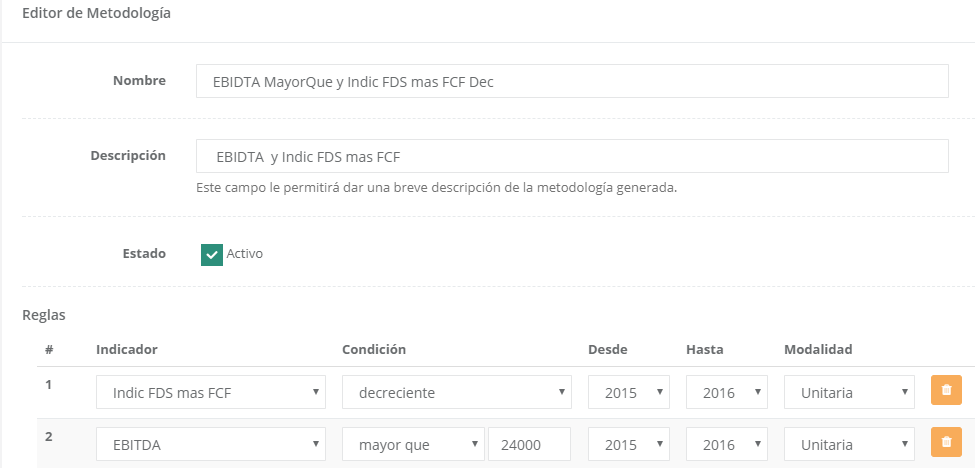 Editor de Metodología
Nombre EBIDTA MayorQue y Indic FDS mas FCF Dec
Descripción EBIDTA y Indic FDS mas FCF
Este campo le permitirá dar una breve descripción de la metodología generada.
Estado Activo
Reglas
# Indicador Condición Desde Hasta Modalidad
1 Indic FDS mas FCF decreciente 2015 2016 Unitaria
2 EBITDA mayor que 24000 2015 2016 Unitaria